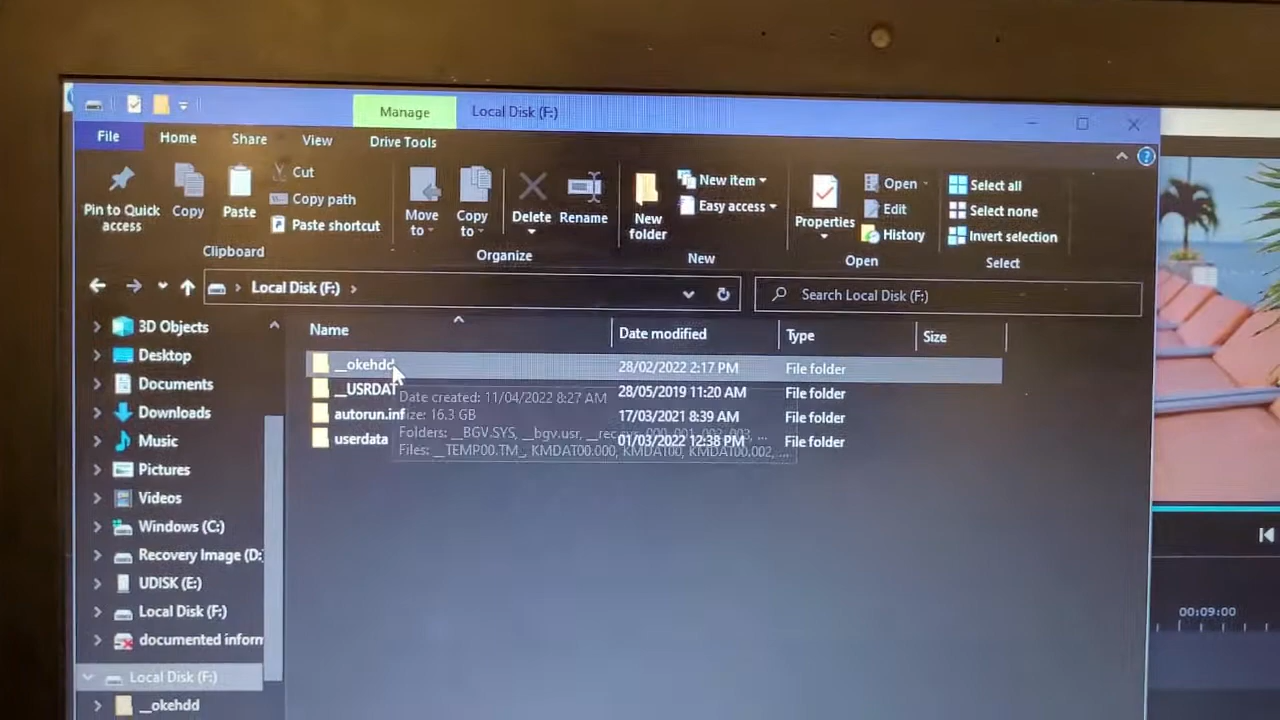 Manage
Local Disk (F:)
File
Home
Share
View
Drive Tools
Pin to Quick access
Copy
Paste
Cut
Copy path
Paste shortcut
Clipboard
Move to
Copy to
Delete
Rename
Organize
New folder
New item
Easy access
New
Properties
Open
Edit
History
Open
Select all
Select none
Invert selection
Select
Local Disk (F:)
Search Local Disk (F:)
Name
Date modified
Type
Size
__okehdd
28/02/2022 2:17 PM
File folder
__USRDAT
28/05/2019 11:20 AM
File folder
autorun.inf
17/03/2021 8:39 AM
File folder
userdata
01/03/2022 12:38 PM
File folder
Date created: 11/04/2022 8:27 AM
Size: 16.3 GB
Folders: __BGV.SYS, __bgv.usr, __rec.sys, 000, 001, 002, 003, ...
Files: __TEMP00.TM_, KMDAT00.000, KMDAT00, KMDAT00.002, ...
3D Objects
Desktop
Documents
Downloads
Music
Pictures
Videos
Windows (C:)
Recovery Image (D:
UDISK (E:)
Local Disk (F:)
documented inform
Local Disk (F:)
__okehdd
00:09:00